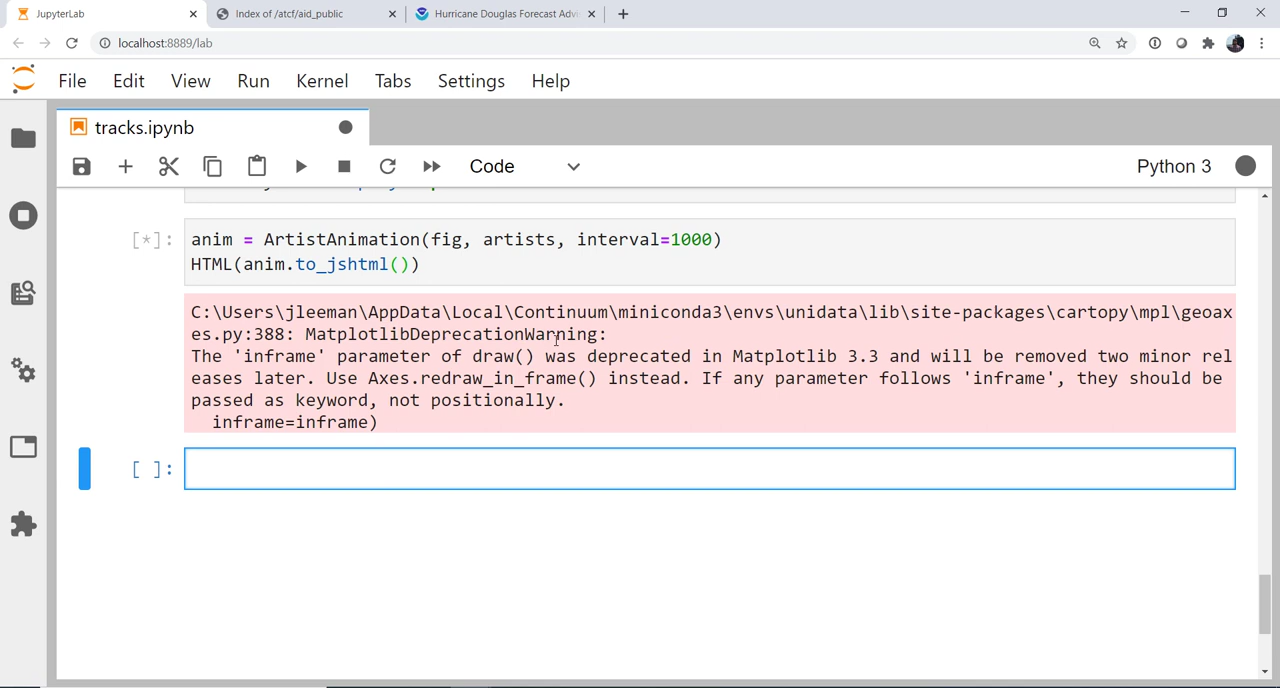 JupyterLab
Index of /atcf/aid_public
Hurricane Douglas Forecast Advi
localhost:8889/lab
File Edit View Run Kernel Tabs Settings Help
tracks.ipynb
Code
Python 3
[*]:
anim = ArtistAnimation(fig, artists, interval=1000)
HTML(anim.to_jshtml())
C:\Users\jleeman\AppData\Local\Continuum\miniconda3\envs\unidata\lib\site-packages\cartopy\mpl\geoax
es.py:388: MatplotlibDeprecationWarning:
The 'inframe' parameter of draw() was deprecated in Matplotlib 3.3 and will be removed two minor rel
eases later. Use Axes.redraw_in_frame() instead. If any parameter follows 'inframe', they should be
passed as keyword, not positionally.
  inframe=inframe)
[ ]: